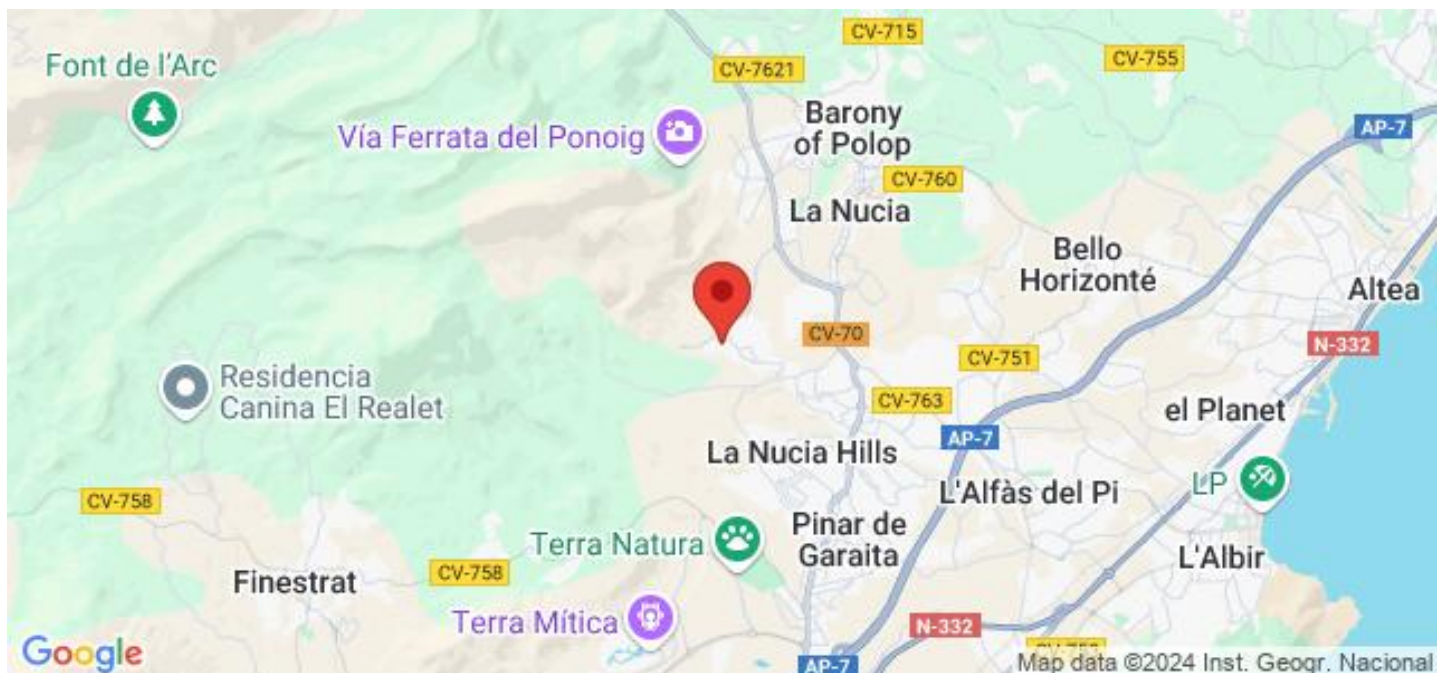 CV-715
CV-755
Font de l'Arc
CV-7621
Barony
of Polop
AP-7
Vía Ferrata del Ponoig
CV-760
La Nucia
Bello
Horizonté
Altea
CV-70
N-332
CV-751
Residencia
Canina El Realet
CV-763
el Planet
AP-7
La Nucia Hills
LP
L'Alfàs del Pi
CV-758
Pinar de
Garaita
Terra Natura
L'Albir
CV-758
Finestrat
Terra Mítica
N-332
Google
AP-7
Map data ©2024 Inst. Geogr. Nacional